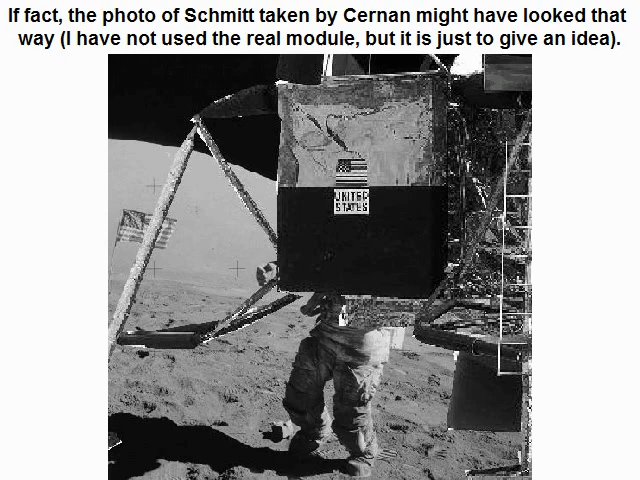 If fact, the photo of Schmitt taken by Cernan might have looked that
way (I have not used the real module, but it is just to give an idea).
UNITED
STATES